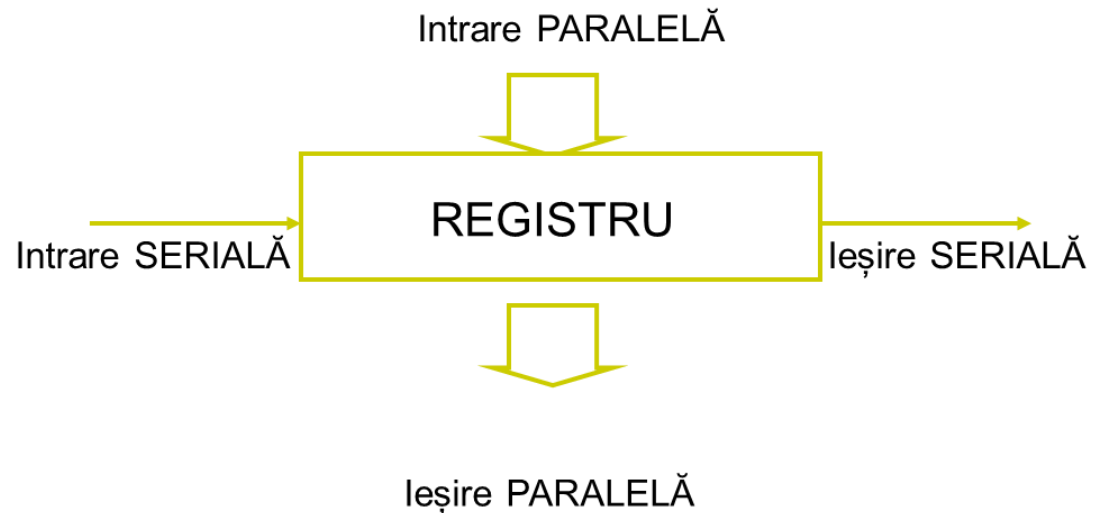 Intrare PARALELĂ
REGISTRU
Intrare SERIALĂ
Ieșire SERIALĂ
Ieșire PARALELĂ